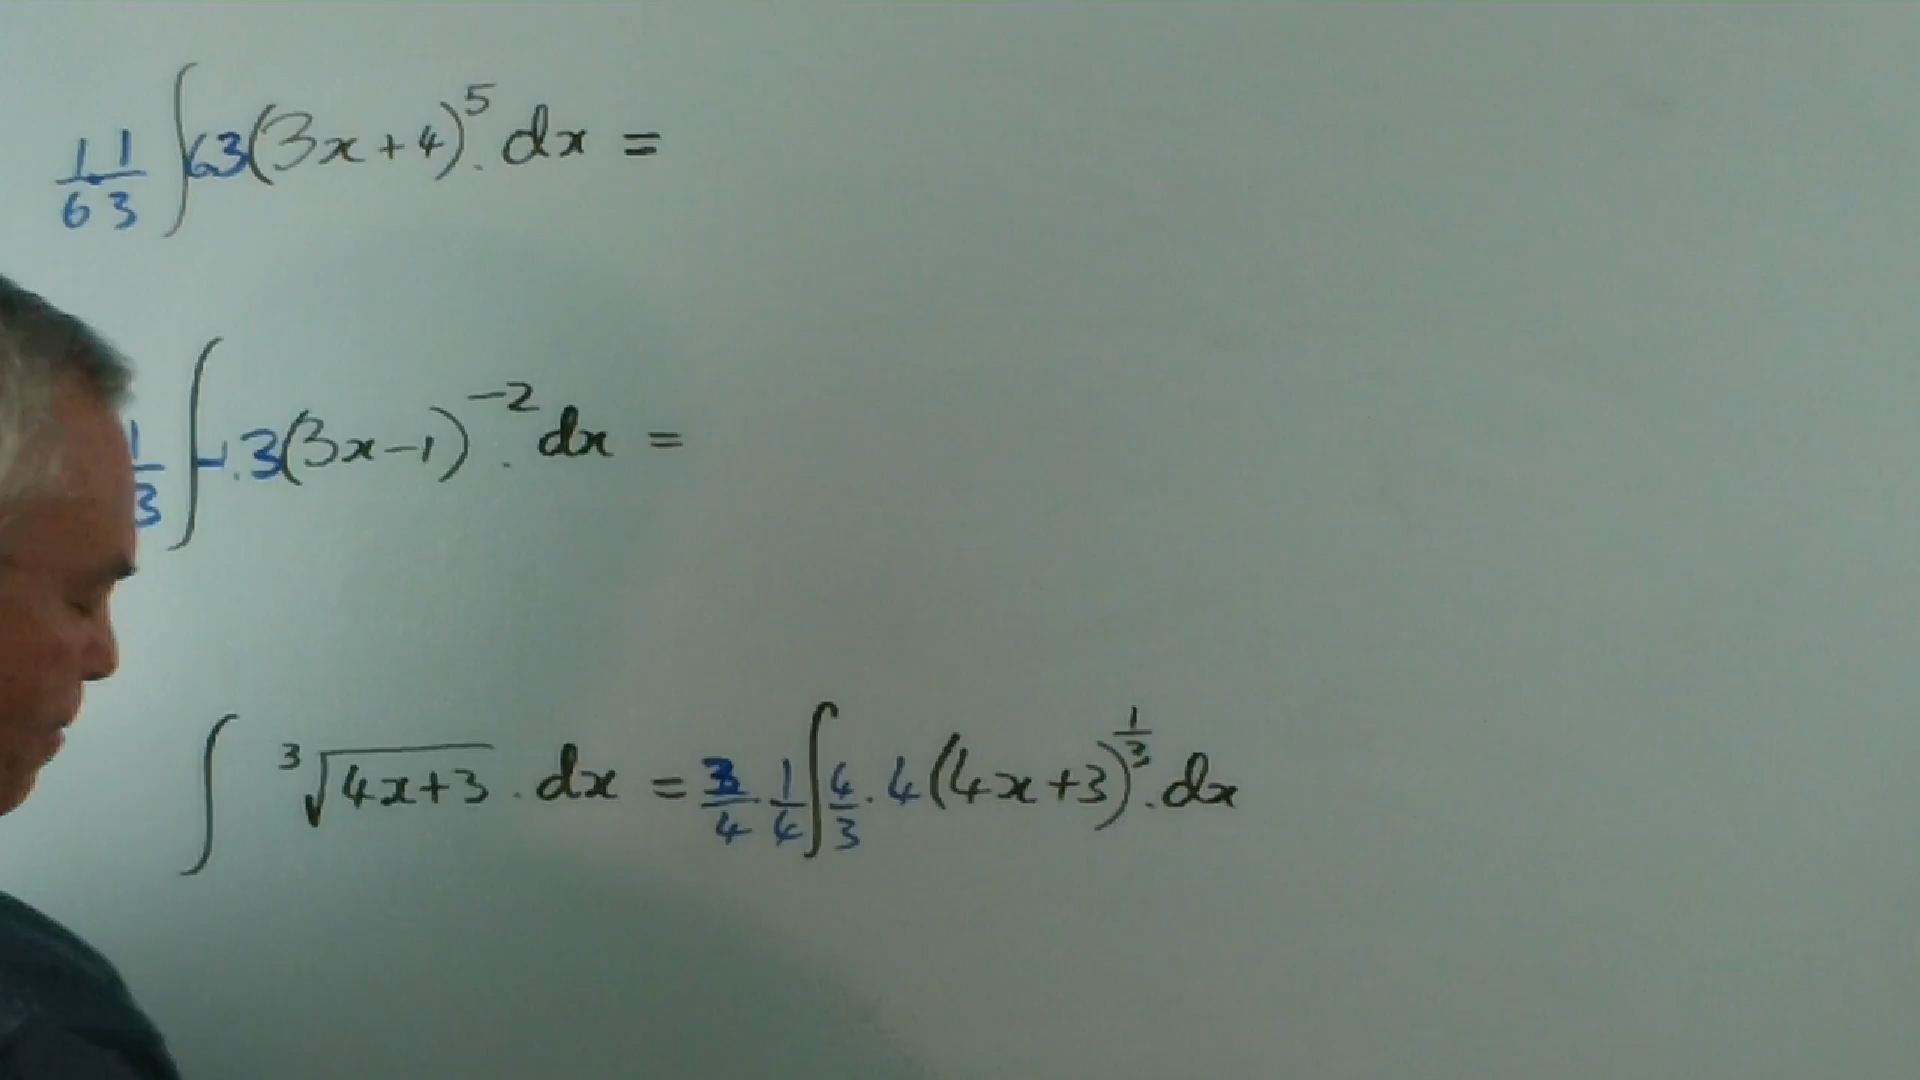 1/6 . 1/3 ∫ 6.3(3x+4)^5 . dx =
1/3 ∫ -.3(3x-1)^-2 . dx =
∫ ³√(4x+3) . dx = 3/4 . 1/4 ∫ 4/3 . 4(4x+3)^(1/3) . dx